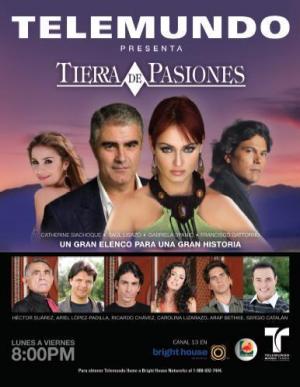 TELEMUNDO
PRESENTA
TIERRA DE PASIONES
CATHERINE SIACHOQUE • SAÚL LISAZO • GABRIELA SPANIC • FRANCISCO GATTORNO
UN GRAN ELENCO PARA UNA GRAN HISTORIA
HÉCTOR SUÁREZ, ARIEL LÓPEZ-PADILLA, RICARDO CHÁVEZ, CAROLINA LIZARAZO, ARAP BETHKE, SERGIO CATALÁN
LUNES A VIERNES
8:00PM
CANAL 13 EN
bright house
TELEMUNDO